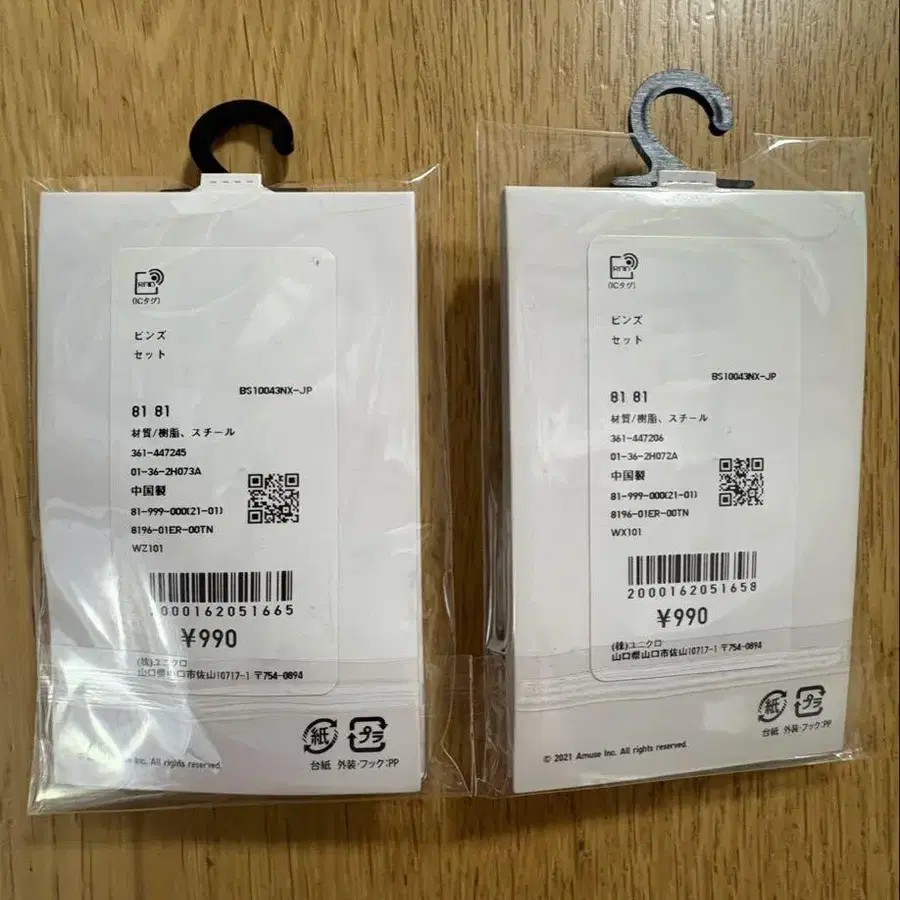 RFID
(ICタグ)
ピンズ
セット
BS10043NX-JP
81 81
材質/樹脂、スチール
361-447245
01-36-2H073A
中国製
81-999-000(21-01)
8196-01ER-00TN
WZ101
000162051665
¥990
(株)ユニクロ
山口県山口市佐山10717-1 〒754-0894
紙
プラ
台紙 外装・フック:PP
Amuse Inc. All rights reserved.
RFID
(ICタグ)
ピンズ
セット
BS10043NX-JP
81 81
材質/樹脂、スチール
361-447206
01-36-2H072A
中国製
81-999-000(21-01)
8196-01ER-00TN
WX101
2000162051658
¥990
(株)ユニクロ
山口県山口市佐山10717-1 〒754-0894
紙
プラ
台紙 外装・フック:PP
© 2021 Amuse Inc. All rights reserved.